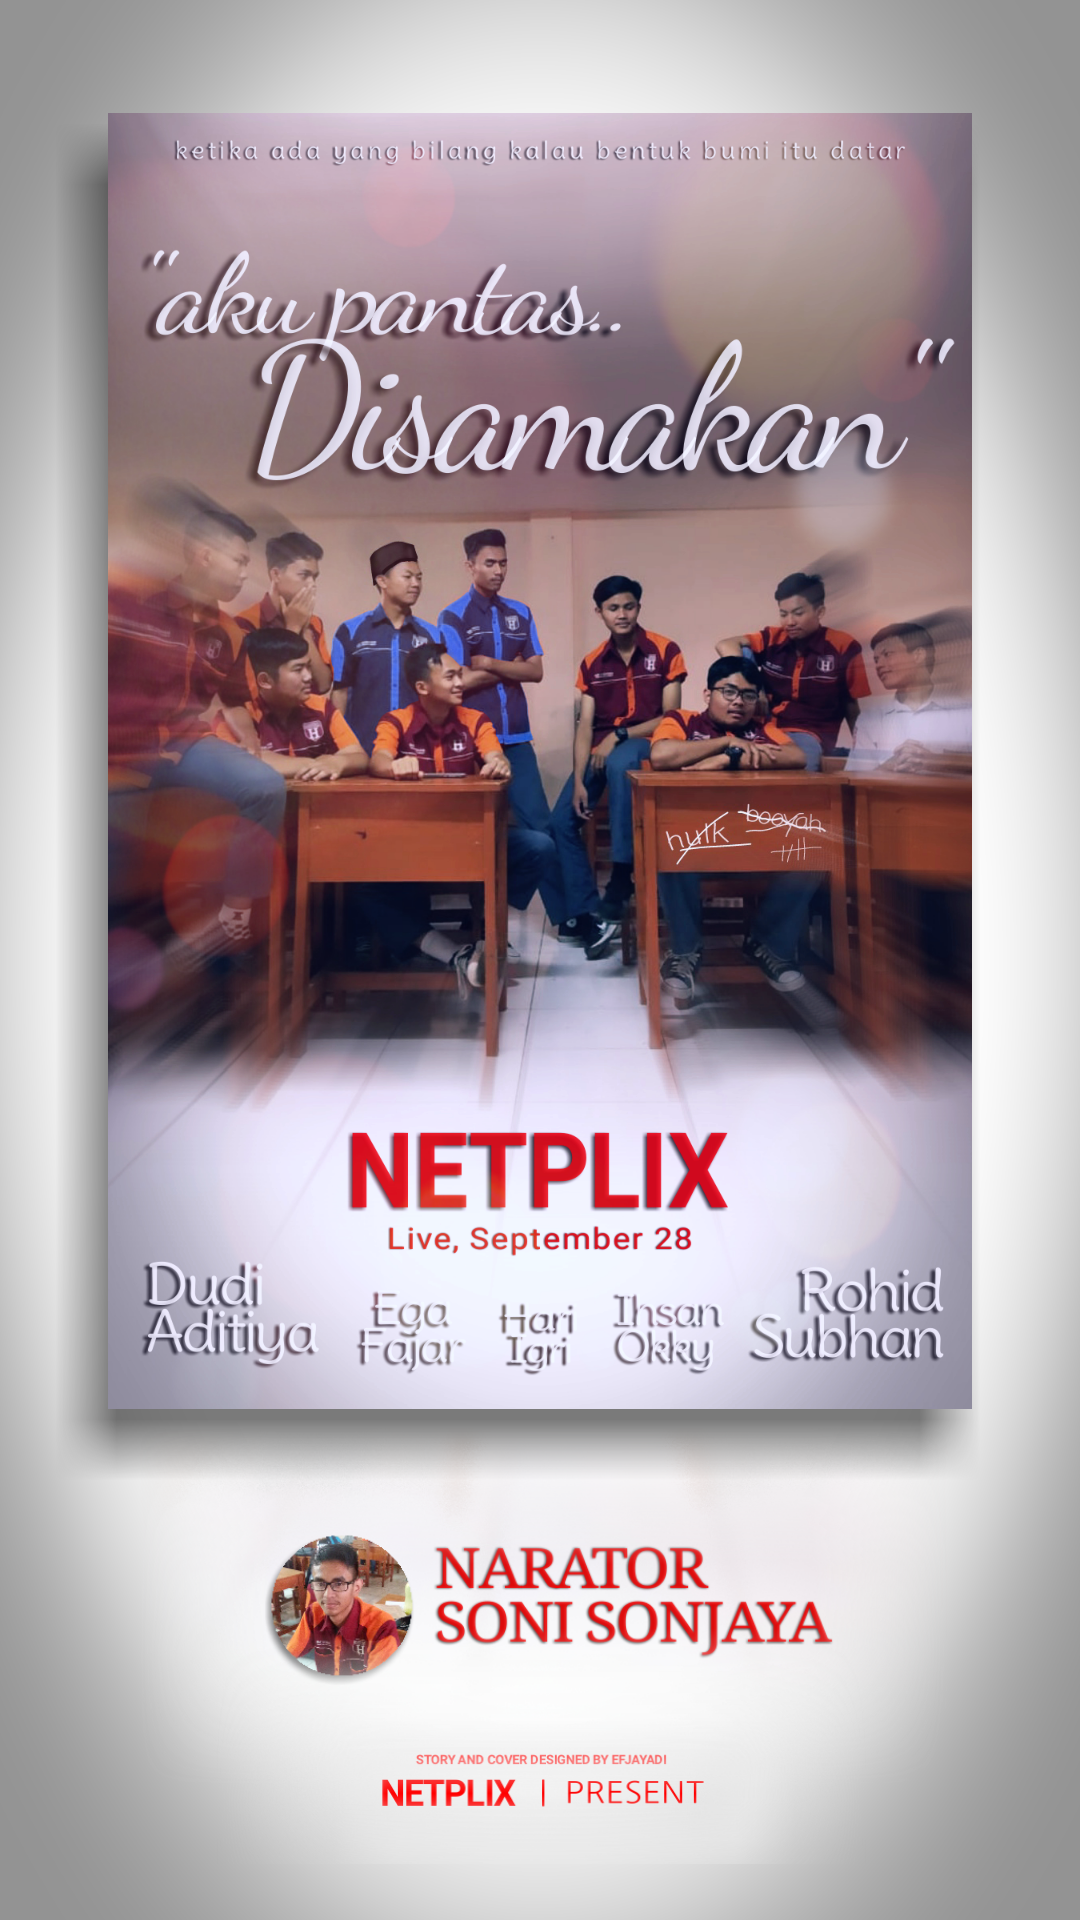 ketika ada yang bilang kalau bentuk bumi itu datar
"aku pantas..
Disamakan"
hulk booyah
NETPLIX
Live, September 28
Dudi
Aditiya
Ega
Fajar
Hari
Igri
Ihsan
Okky
Rohid
Subhan
NARATOR
SONI SONJAYA
STORY AND COVER DESIGNED BY EFJAYADI
NETPLIX | PRESENT